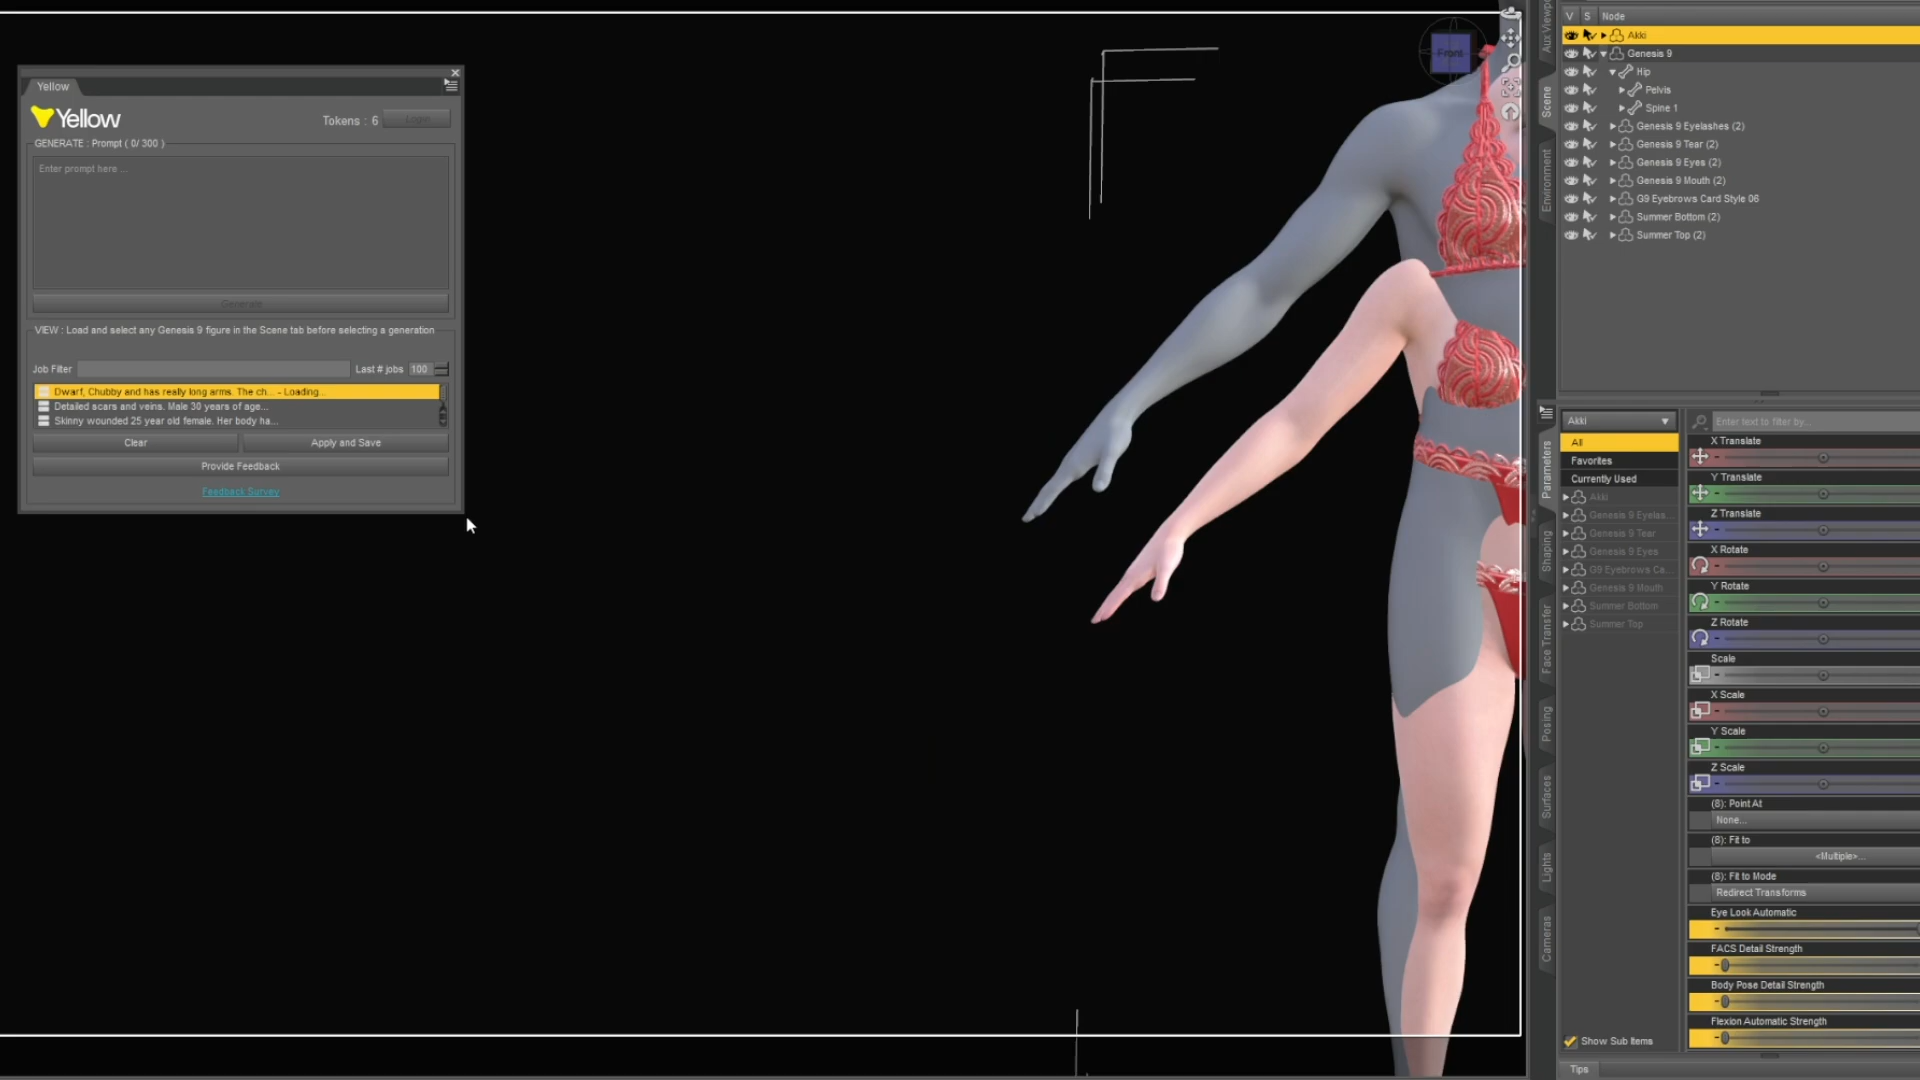 Yellow
Yellow
Tokens : 6
Login
GENERATE : Prompt ( 0/ 300 )
Enter prompt here ...
Generate
VIEW : Load and select any Genesis 9 figure in the Scene tab before selecting a generation
Job Filter
Last # jobs 100
Dwarf, Chubby and has really long arms. The ch... - Loading...
Detailed scars and veins. Male 30 years of age...
Skinny wounded 25 year old female. Her body ha...
Clear
Apply and Save
Provide Feedback
Feedback Survey
Front
Aux Viewpo
Scene
Environment
V S Node
Akki
Genesis 9
Hip
Pelvis
Spine 1
Genesis 9 Eyelashes (2)
Genesis 9 Tear (2)
Genesis 9 Eyes (2)
Genesis 9 Mouth (2)
G9 Eyebrows Card Style 06
Summer Bottom (2)
Summer Top (2)
Parameters
Shaping
Face Transfer
Posing
Surfaces
Lights
Cameras
Akki
All
Favorites
Currently Used
Akki
Genesis 9 Eyelas...
Genesis 9 Tear
Genesis 9 Eyes
G9 Eyebrows Ca...
Genesis 9 Mouth
Summer Bottom
Summer Top
Show Sub Items
Tips
Enter text to filter by...
X Translate
Y Translate
Z Translate
X Rotate
Y Rotate
Z Rotate
Scale
X Scale
Y Scale
Z Scale
(8): Point At
None...
(8): Fit to
<Multiple>...
(8): Fit to Mode
Redirect Transforms
Eye Look Automatic
FACS Detail Strength
Body Pose Detail Strength
Flexion Automatic Strength